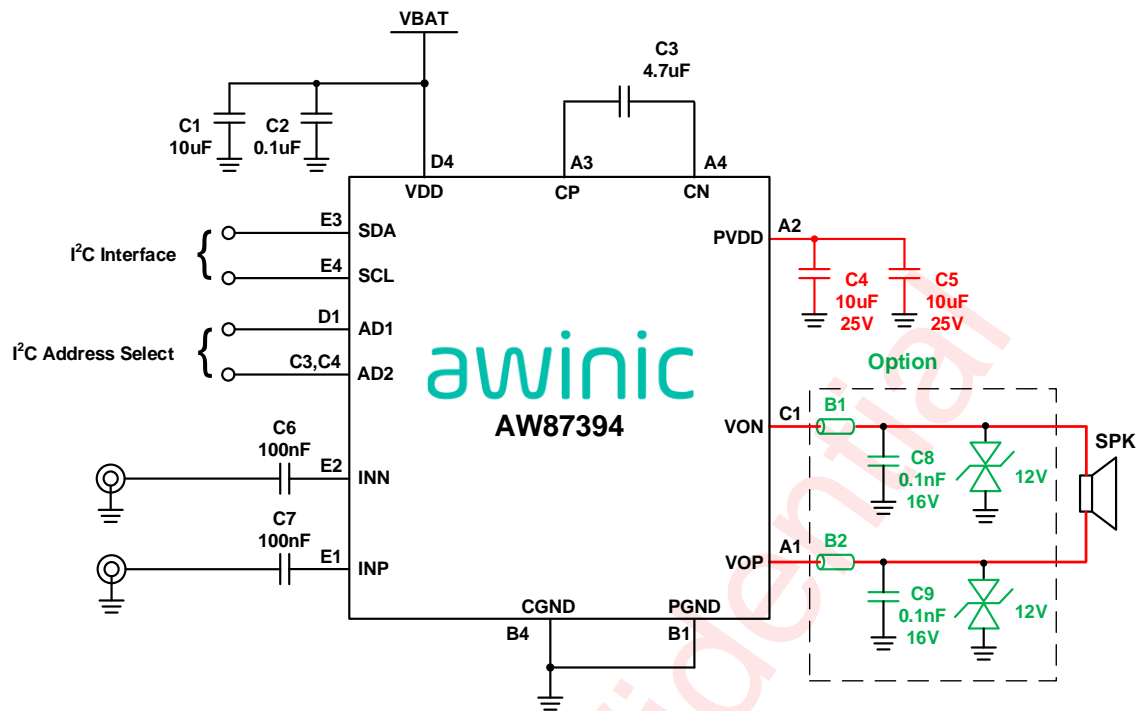 VBAT
C3
4.7uF
C1
10uF
C2
0.1uF
D4
A3
A4
VDD
CP
CN
I²C Interface
{
E3
SDA
E4
SCL
PVDD
A2
C4
10uF
25V
C5
10uF
25V
I²C Address Select
{
D1
AD1
C3,C4
AD2
awinic
AW87394
Option
VON
C1
B1
C8
0.1nF
16V
12V
SPK
C6
100nF
E2
INN
C7
100nF
E1
INP
VOP
A1
B2
C9
0.1nF
16V
12V
CGND
PGND
B4
B1